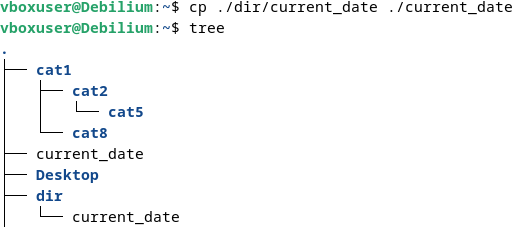 vboxuser@Debilium:~$ cp ./dir/current_date ./current_date
vboxuser@Debilium:~$ tree
.
├── cat1
│   ├── cat2
│   │   └── cat5
│   └── cat8
├── current_date
├── Desktop
├── dir
│   └── current_date